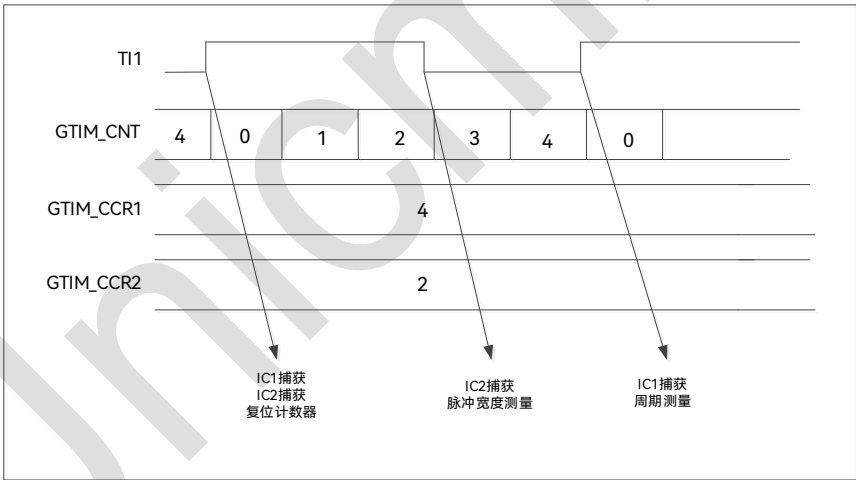 TI1
GTIM_CNT 4 0 1 2 3 4 0
GTIM_CCR1 4
GTIM_CCR2 2
IC1捕获
IC2捕获
复位计数器
IC2捕获
脉冲宽度测量
IC1捕获
周期测量